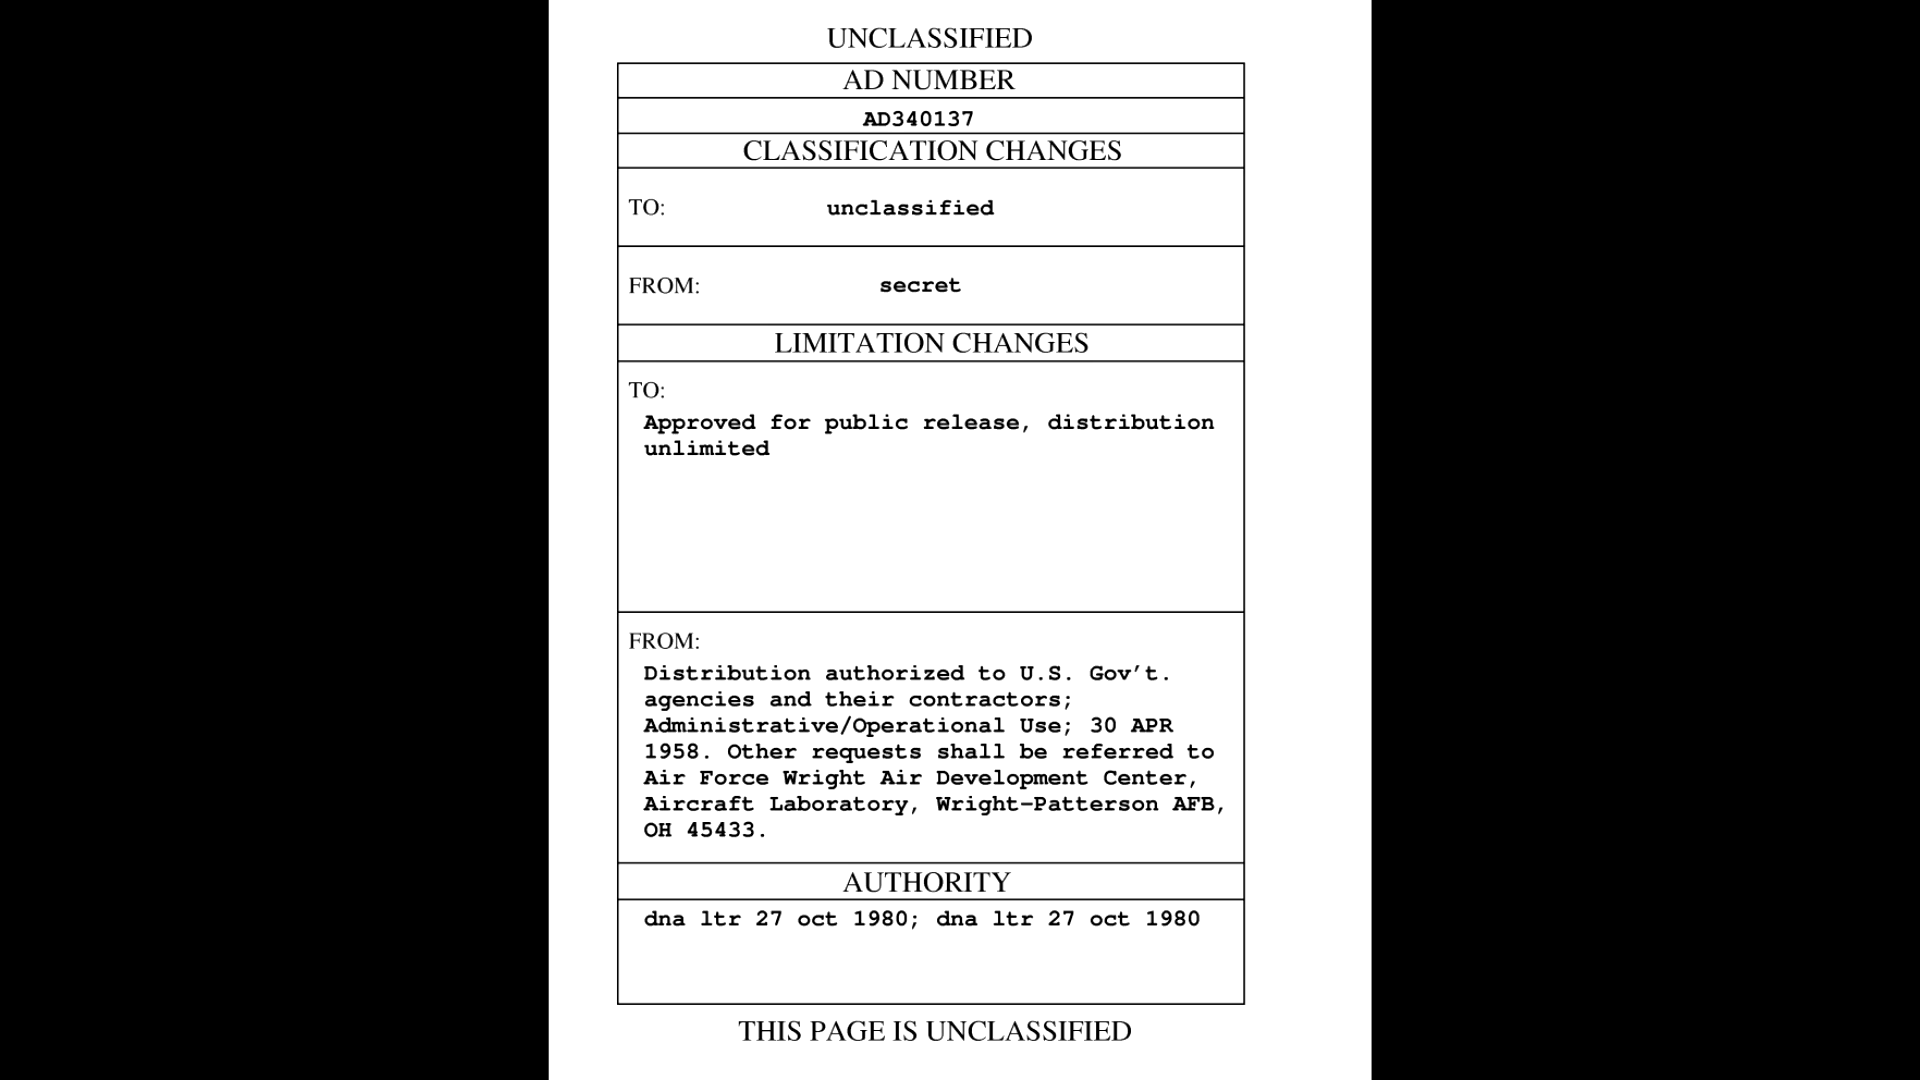 UNCLASSIFIED
AD NUMBER
AD340137
CLASSIFICATION CHANGES
TO: unclassified
FROM: secret
LIMITATION CHANGES
TO:
Approved for public release, distribution
unlimited
FROM:
Distribution authorized to U.S. Gov't.
agencies and their contractors;
Administrative/Operational Use; 30 APR
1958. Other requests shall be referred to
Air Force Wright Air Development Center,
Aircraft Laboratory, Wright-Patterson AFB,
OH 45433.
AUTHORITY
dna ltr 27 oct 1980; dna ltr 27 oct 1980
THIS PAGE IS UNCLASSIFIED